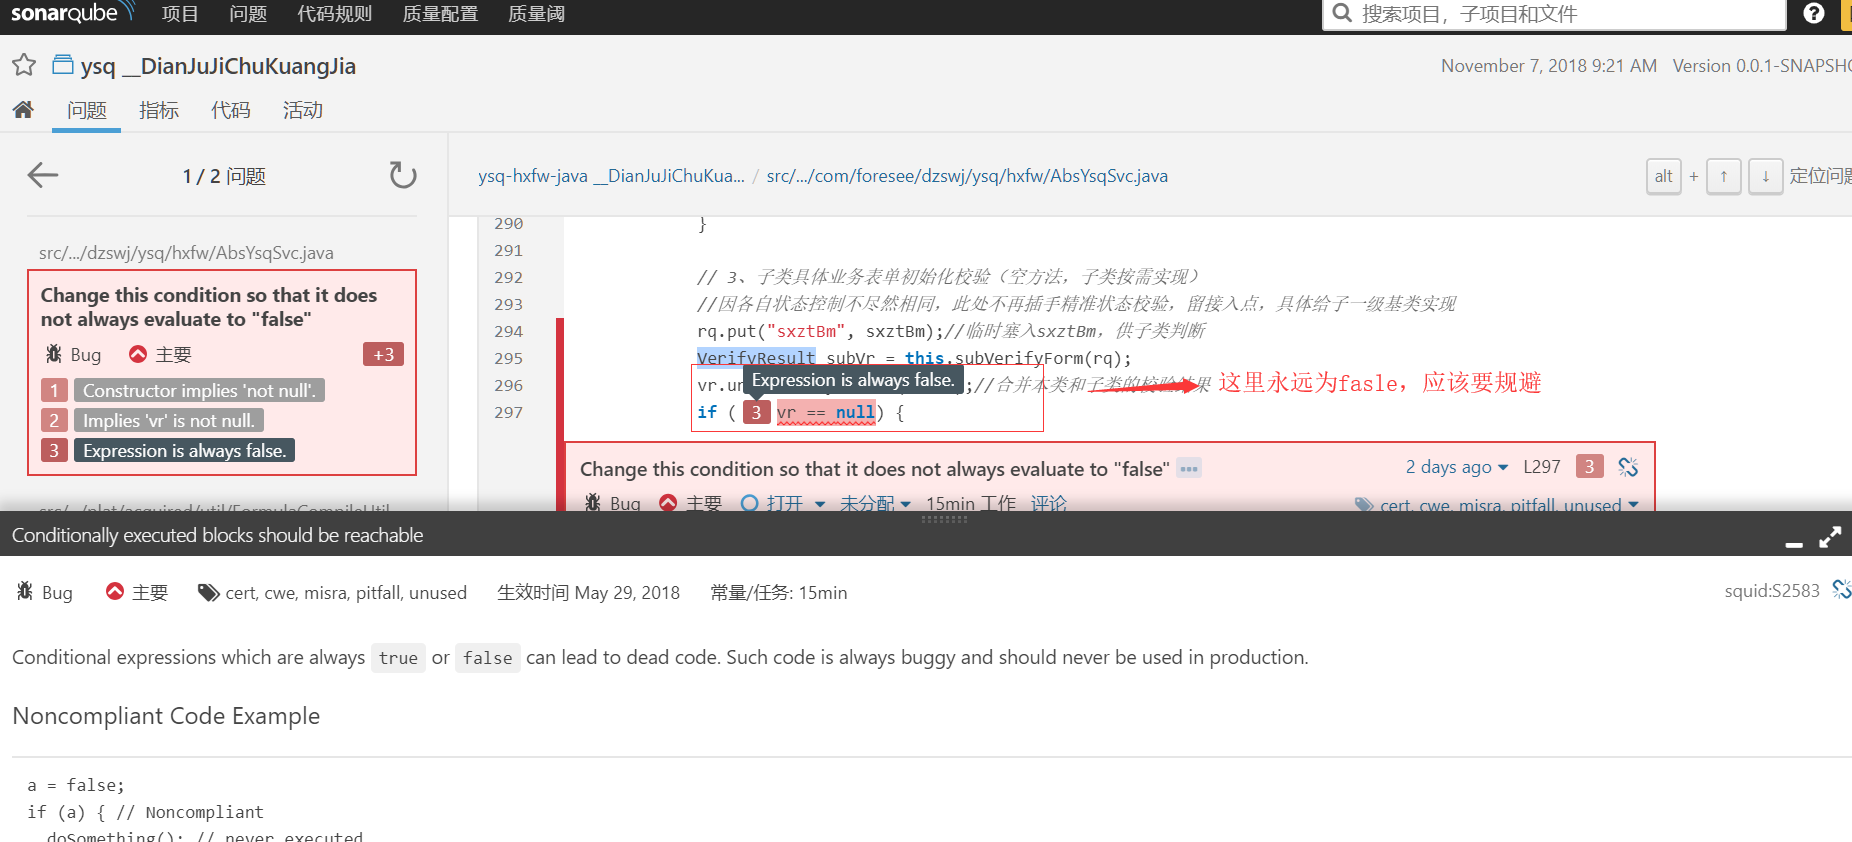 sonarqube 项目 问题 代码规则 质量配置 质量阈 搜索项目，子项目和文件 ?
ysq __DianJuJiChuKuangJia November 7, 2018 9:21 AM Version 0.0.1-SNAPSHO
问题 指标 代码 活动
1 / 2 问题
ysq-hxfw-java __DianJuJiChuKua... / src/.../com/foresee/dzswj/ysq/hxfw/AbsYsqSvc.java alt + ↑ ↓ 定位问题
src/.../dzswj/ysq/hxfw/AbsYsqSvc.java
Change this condition so that it does
not always evaluate to "false"
Bug 主要 +3
1 Constructor implies 'not null'.
2 Implies 'vr' is not null.
3 Expression is always false.
src/.../plat/acquired/util/FormulaCompileUtil
290 }
291
292 // 3、子类具体业务表单初始化校验（空方法，子类按需实现）
293 //因各自状态控制不尽然相同，此处不再插手精准状态校验，留接入点，具体给子一级基类实现
294 rq.put("sxztBm", sxztBm);//临时塞入sxztBm，供子类判断
295 VerifyResult subVr = this.subVerifyForm(rq);
296 vr.un Expression is always false. ;//合并本类和子类的校验结果 这里永远为fasle，应该要规避
297 if ( 3 vr == null) {
Change this condition so that it does not always evaluate to "false" ... 2 days ago L297 3
Bug 主要 打开 未分配 15min 工作 评论 cert, cwe, misra, pitfall, unused
Conditionally executed blocks should be reachable
Bug 主要 cert, cwe, misra, pitfall, unused 生效时间 May 29, 2018 常量/任务: 15min squid:S2583
Conditional expressions which are always true or false can lead to dead code. Such code is always buggy and should never be used in production.
Noncompliant Code Example
a = false;
if (a) { // Noncompliant
doSomething(); // never executed